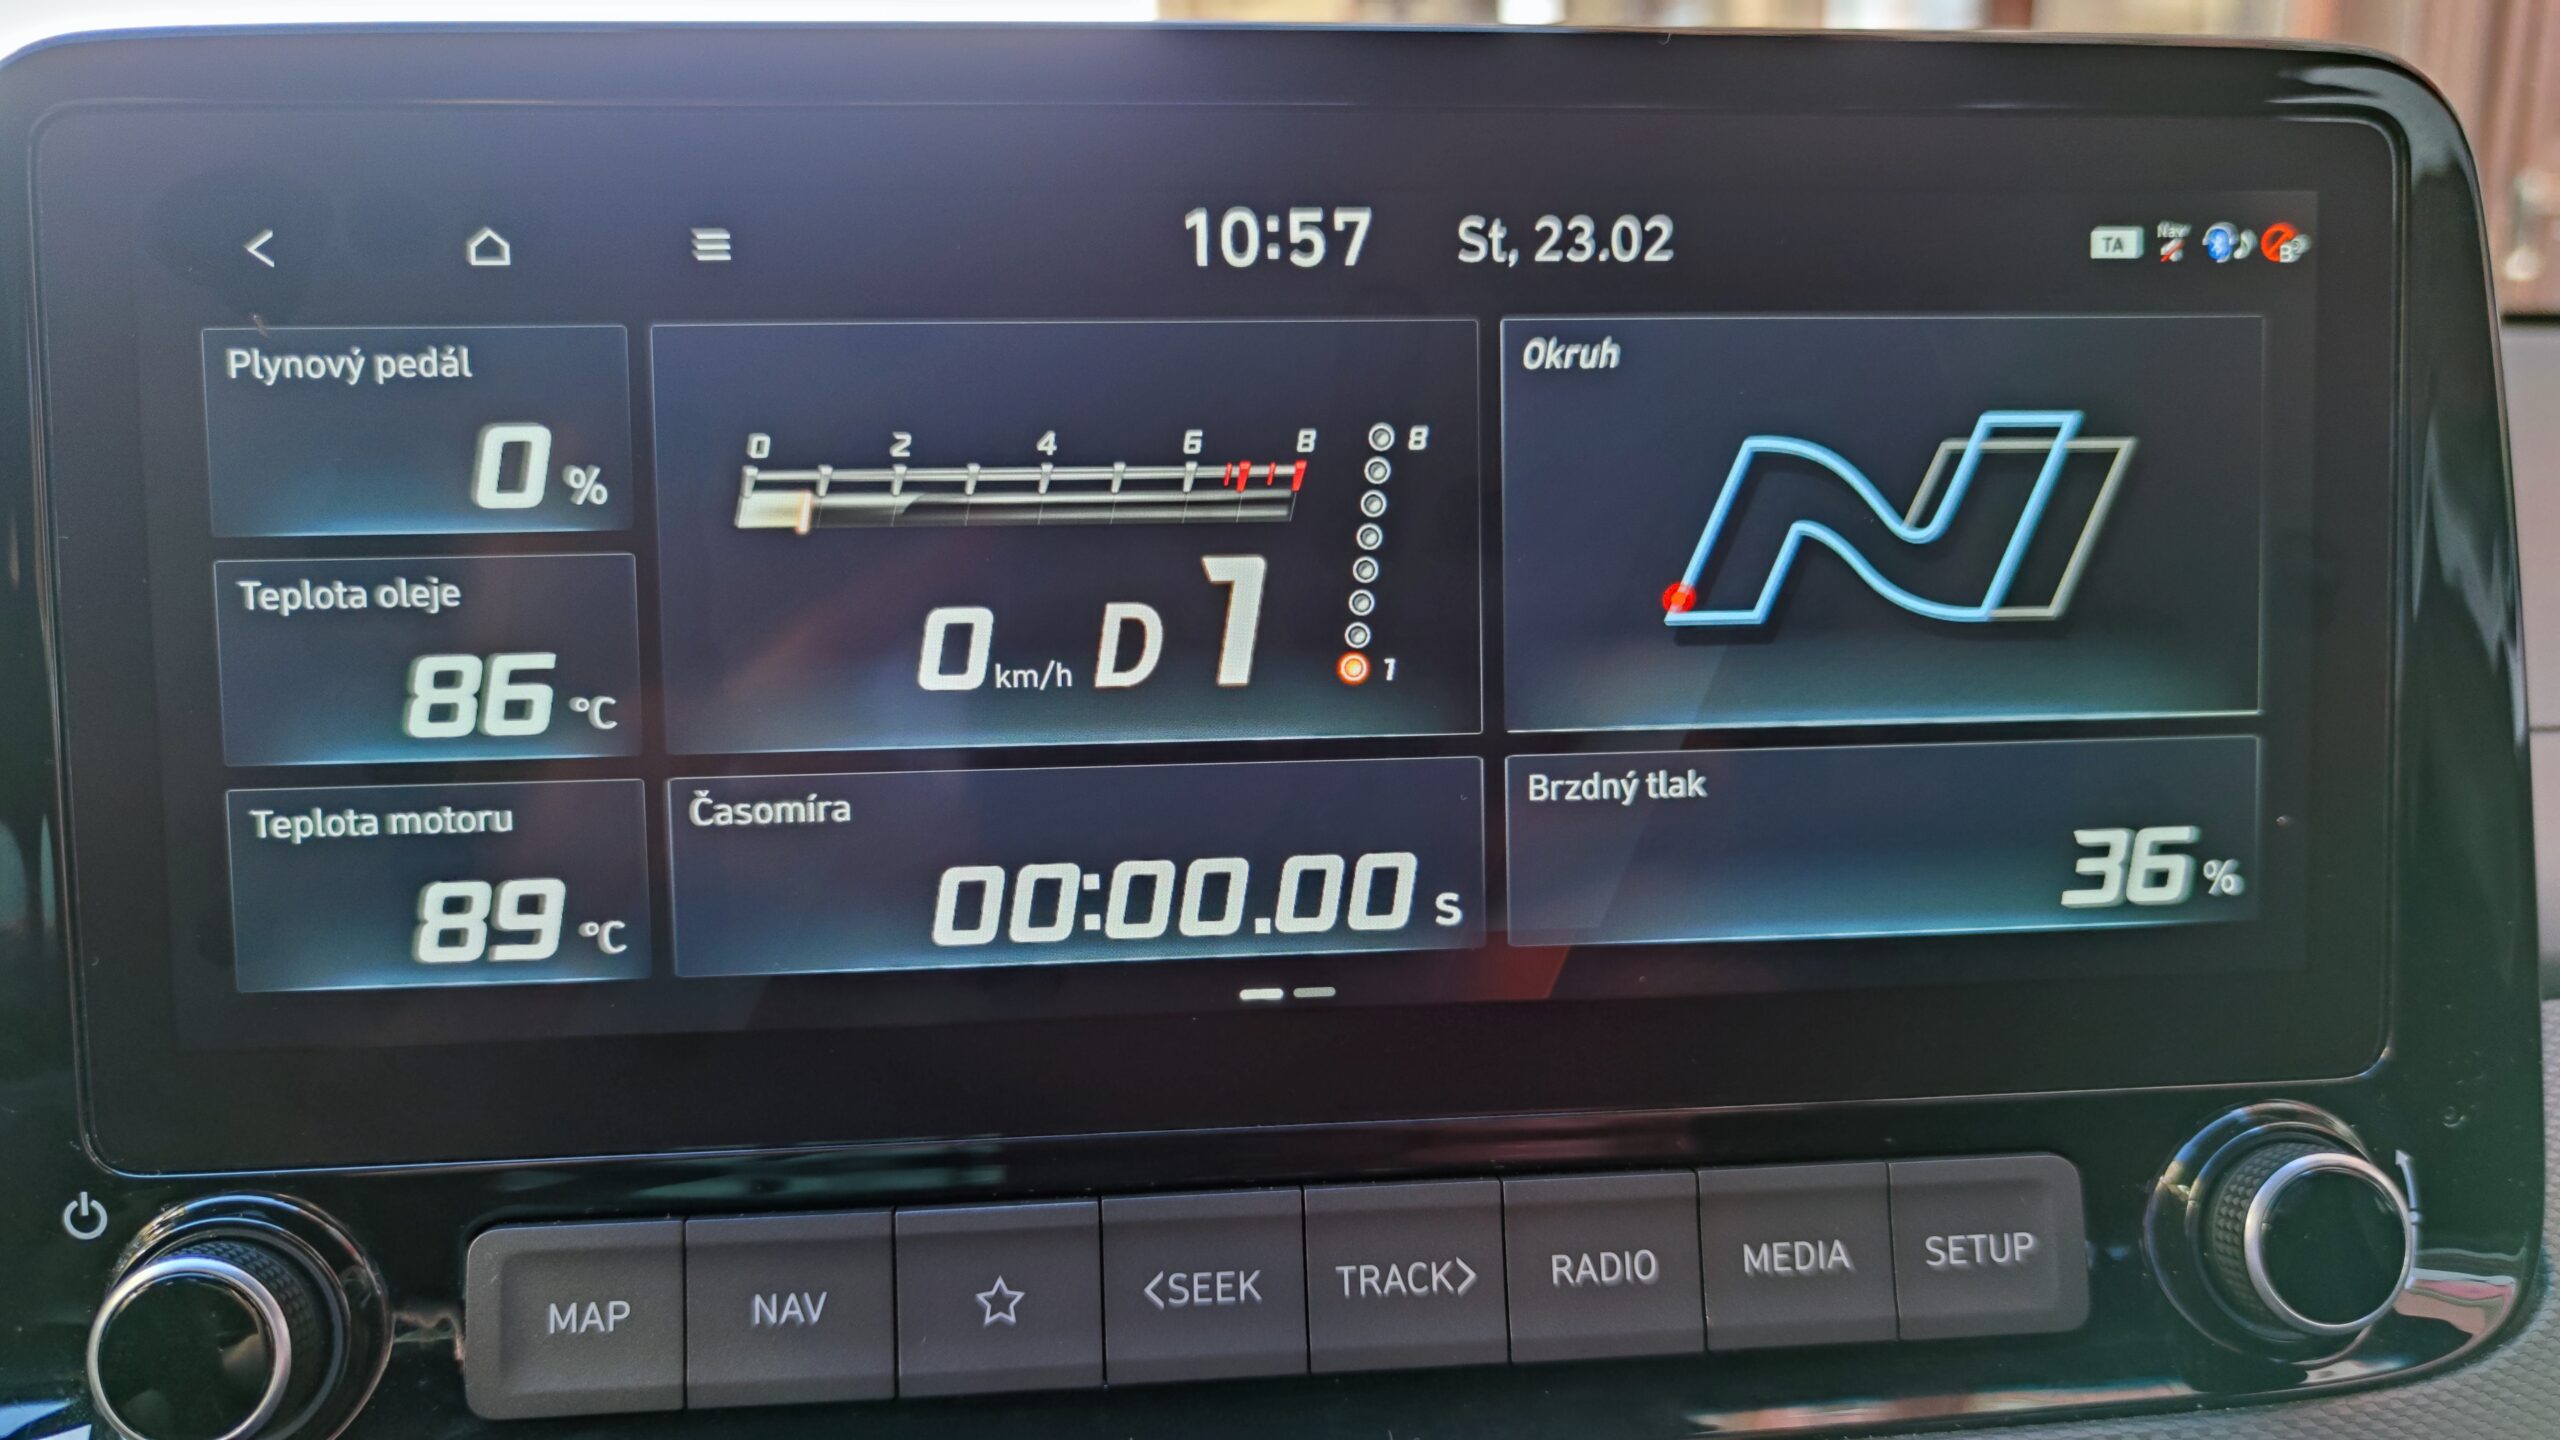 10:57 St, 23.02
TA Nav
Plynový pedál
0 %
Teplota oleje
86 °C
Teplota motoru
89 °C
0 2 4 6 8
8
0 km/h D 1
1
Časomíra
00:00.00 s
Okruh
N
Brzdný tlak
36 %
MAP NAV <SEEK TRACK> RADIO MEDIA SETUP